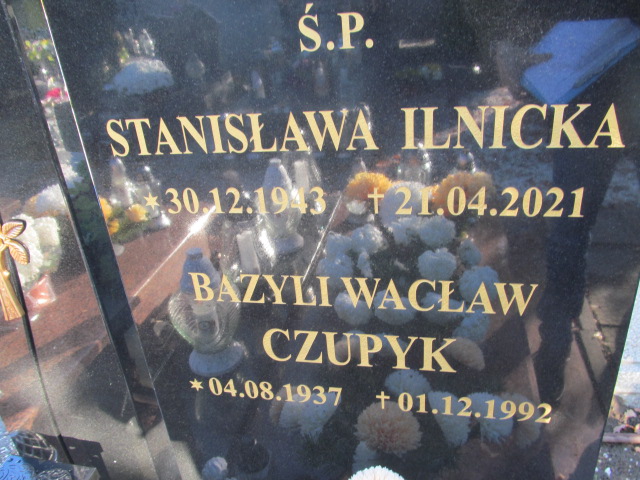 Ś.P.
STANISŁAWA ILNICKA
✶ 30.12.1943 † 21.04.2021
BAZYLI WACŁAW
CZUPYK
✶ 04.08.1937 † 01.12.1992